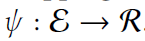 ψ : ℰ → ℛ.